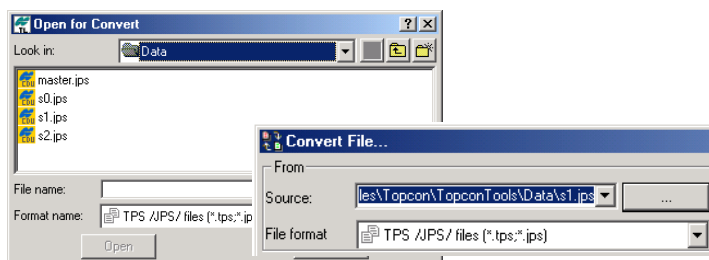 Open for Convert
Look in:
Data
master.jps
s0.jps
s1.jps
s2.jps
File name:
Format name:
TPS /JPS/ files (*.tps;*.jp
Open
Convert File...
From
Source:
les\Topcon\TopconTools\Data\s1.jps
...
File format
TPS /JPS/ files (*.tps;*.jps)